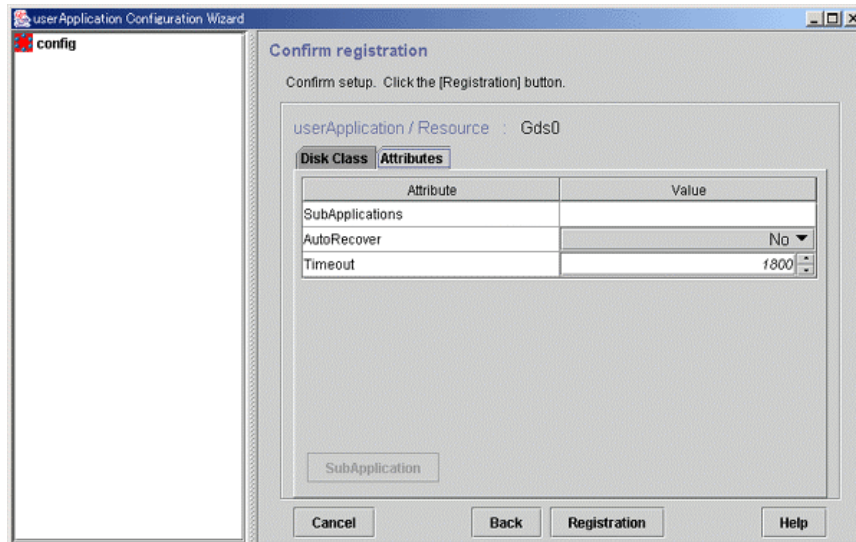 userApplication Configuration Wizard
config
Confirm registration
Confirm setup. Click the [Registration] button.
userApplication / Resource : Gds0
Disk Class Attributes
Attribute Value
SubApplications
AutoRecover No
Timeout 1800
SubApplication
Cancel Back Registration Help